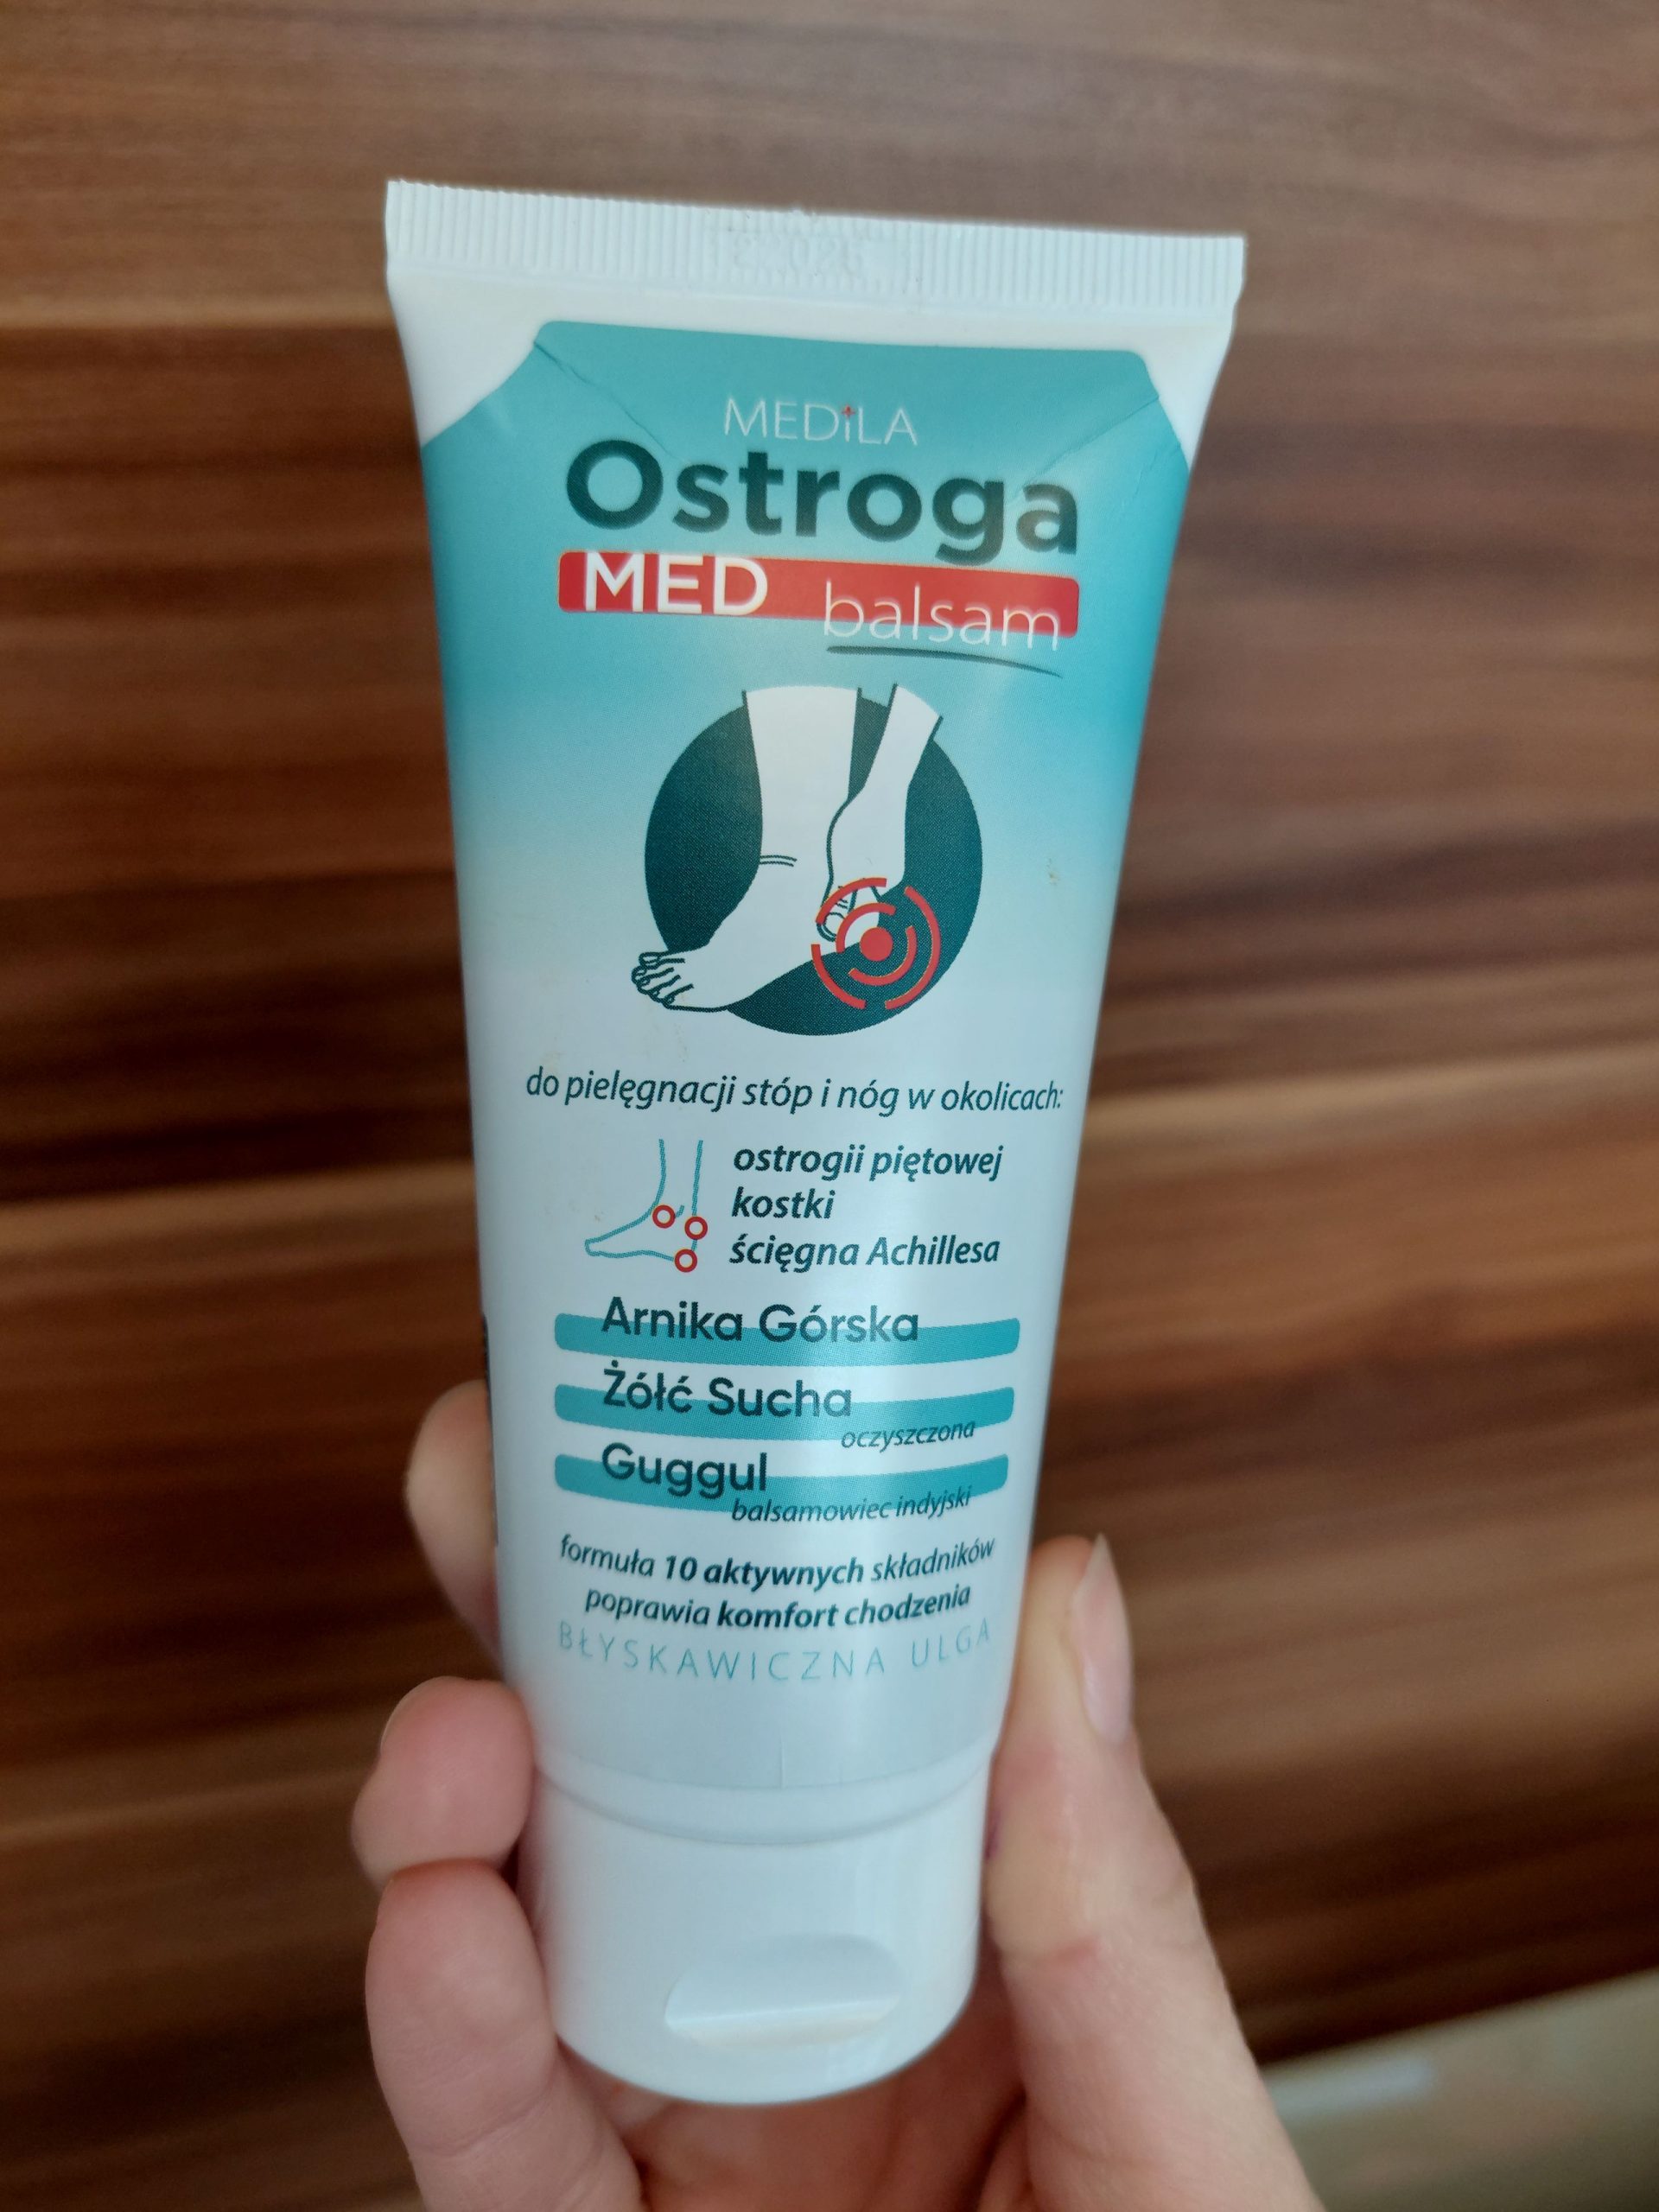 MEDiLA
Ostroga
MED balsam
do pielęgnacji stóp i nóg w okolicach:
ostrogii piętowej
kostki
ścięgna Achillesa
Arnika Górska
Żółć Sucha
oczyszczona
Guggul
balsamowiec indyjski
formuła 10 aktywnych składników
poprawia komfort chodzenia
BŁYSKAWICZNA ULGA